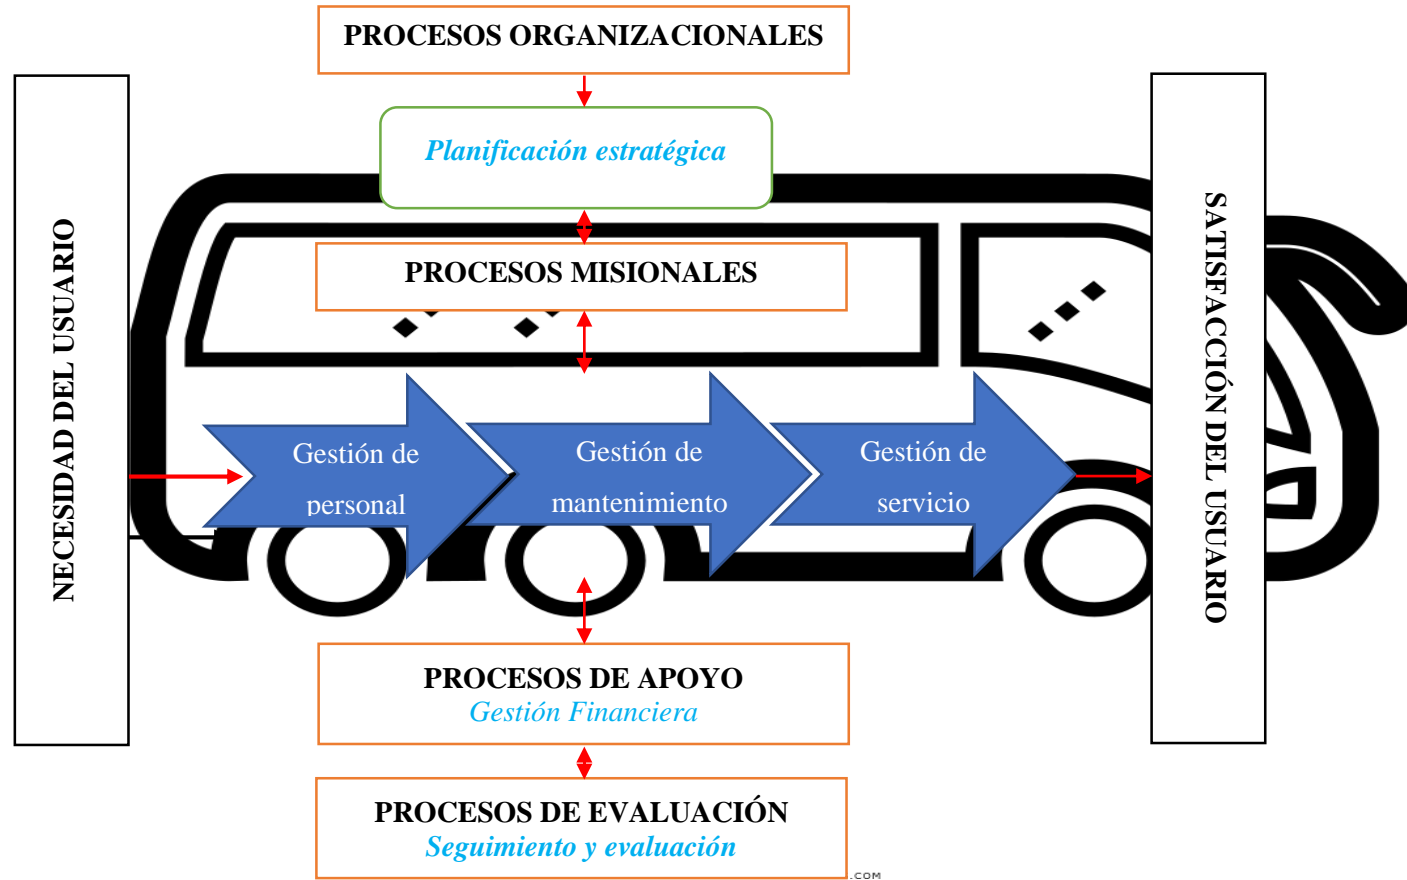 PROCESOS ORGANIZACIONALES
Planificación estratégica
PROCESOS MISIONALES
NECESIDAD DEL USUARIO
Gestión de
personal
Gestión de
mantenimiento
Gestión de
servicio
SATISFACCIÓN DEL USUARIO
PROCESOS DE APOYO
Gestión Financiera
PROCESOS DE EVALUACIÓN
Seguimiento y evaluación
.COM